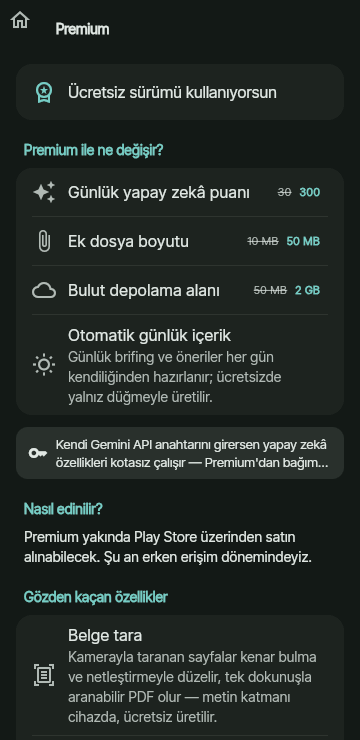 Premium
Ücretsiz sürümü kullanıyorsun
Premium ile ne değişir?
Günlük yapay zekâ puanı 30 300
Ek dosya boyutu 10 MB 50 MB
Bulut depolama alanı 50 MB 2 GB
Otomatik günlük içerik
Günlük brifing ve öneriler her gün
kendiliğinden hazırlanır; ücretsizde
yalnız düğmeyle üretilir.
Kendi Gemini API anahtarını girersen yapay zekâ
özellikleri kotasız çalışır — Premium'dan bağım...
Nasıl edinilir?
Premium yakında Play Store üzerinden satın
alınabilecek. Şu an erken erişim dönemindeyiz.
Gözden kaçan özellikler
Belge tara
Kamerayla taranan sayfalar kenar bulma
ve netleştirmeyle düzelir, tek dokunuşla
aranabilir PDF olur — metin katmanı
cihazda, ücretsiz üretilir.